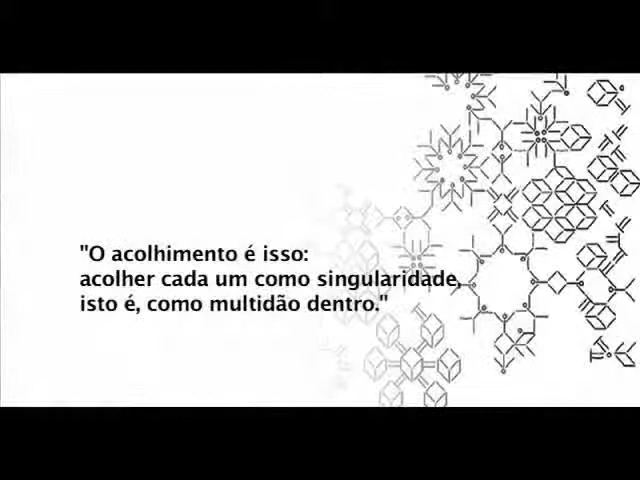 "O acolhimento é isso:
acolher cada um como singularidade,
isto é, como multidão dentro."